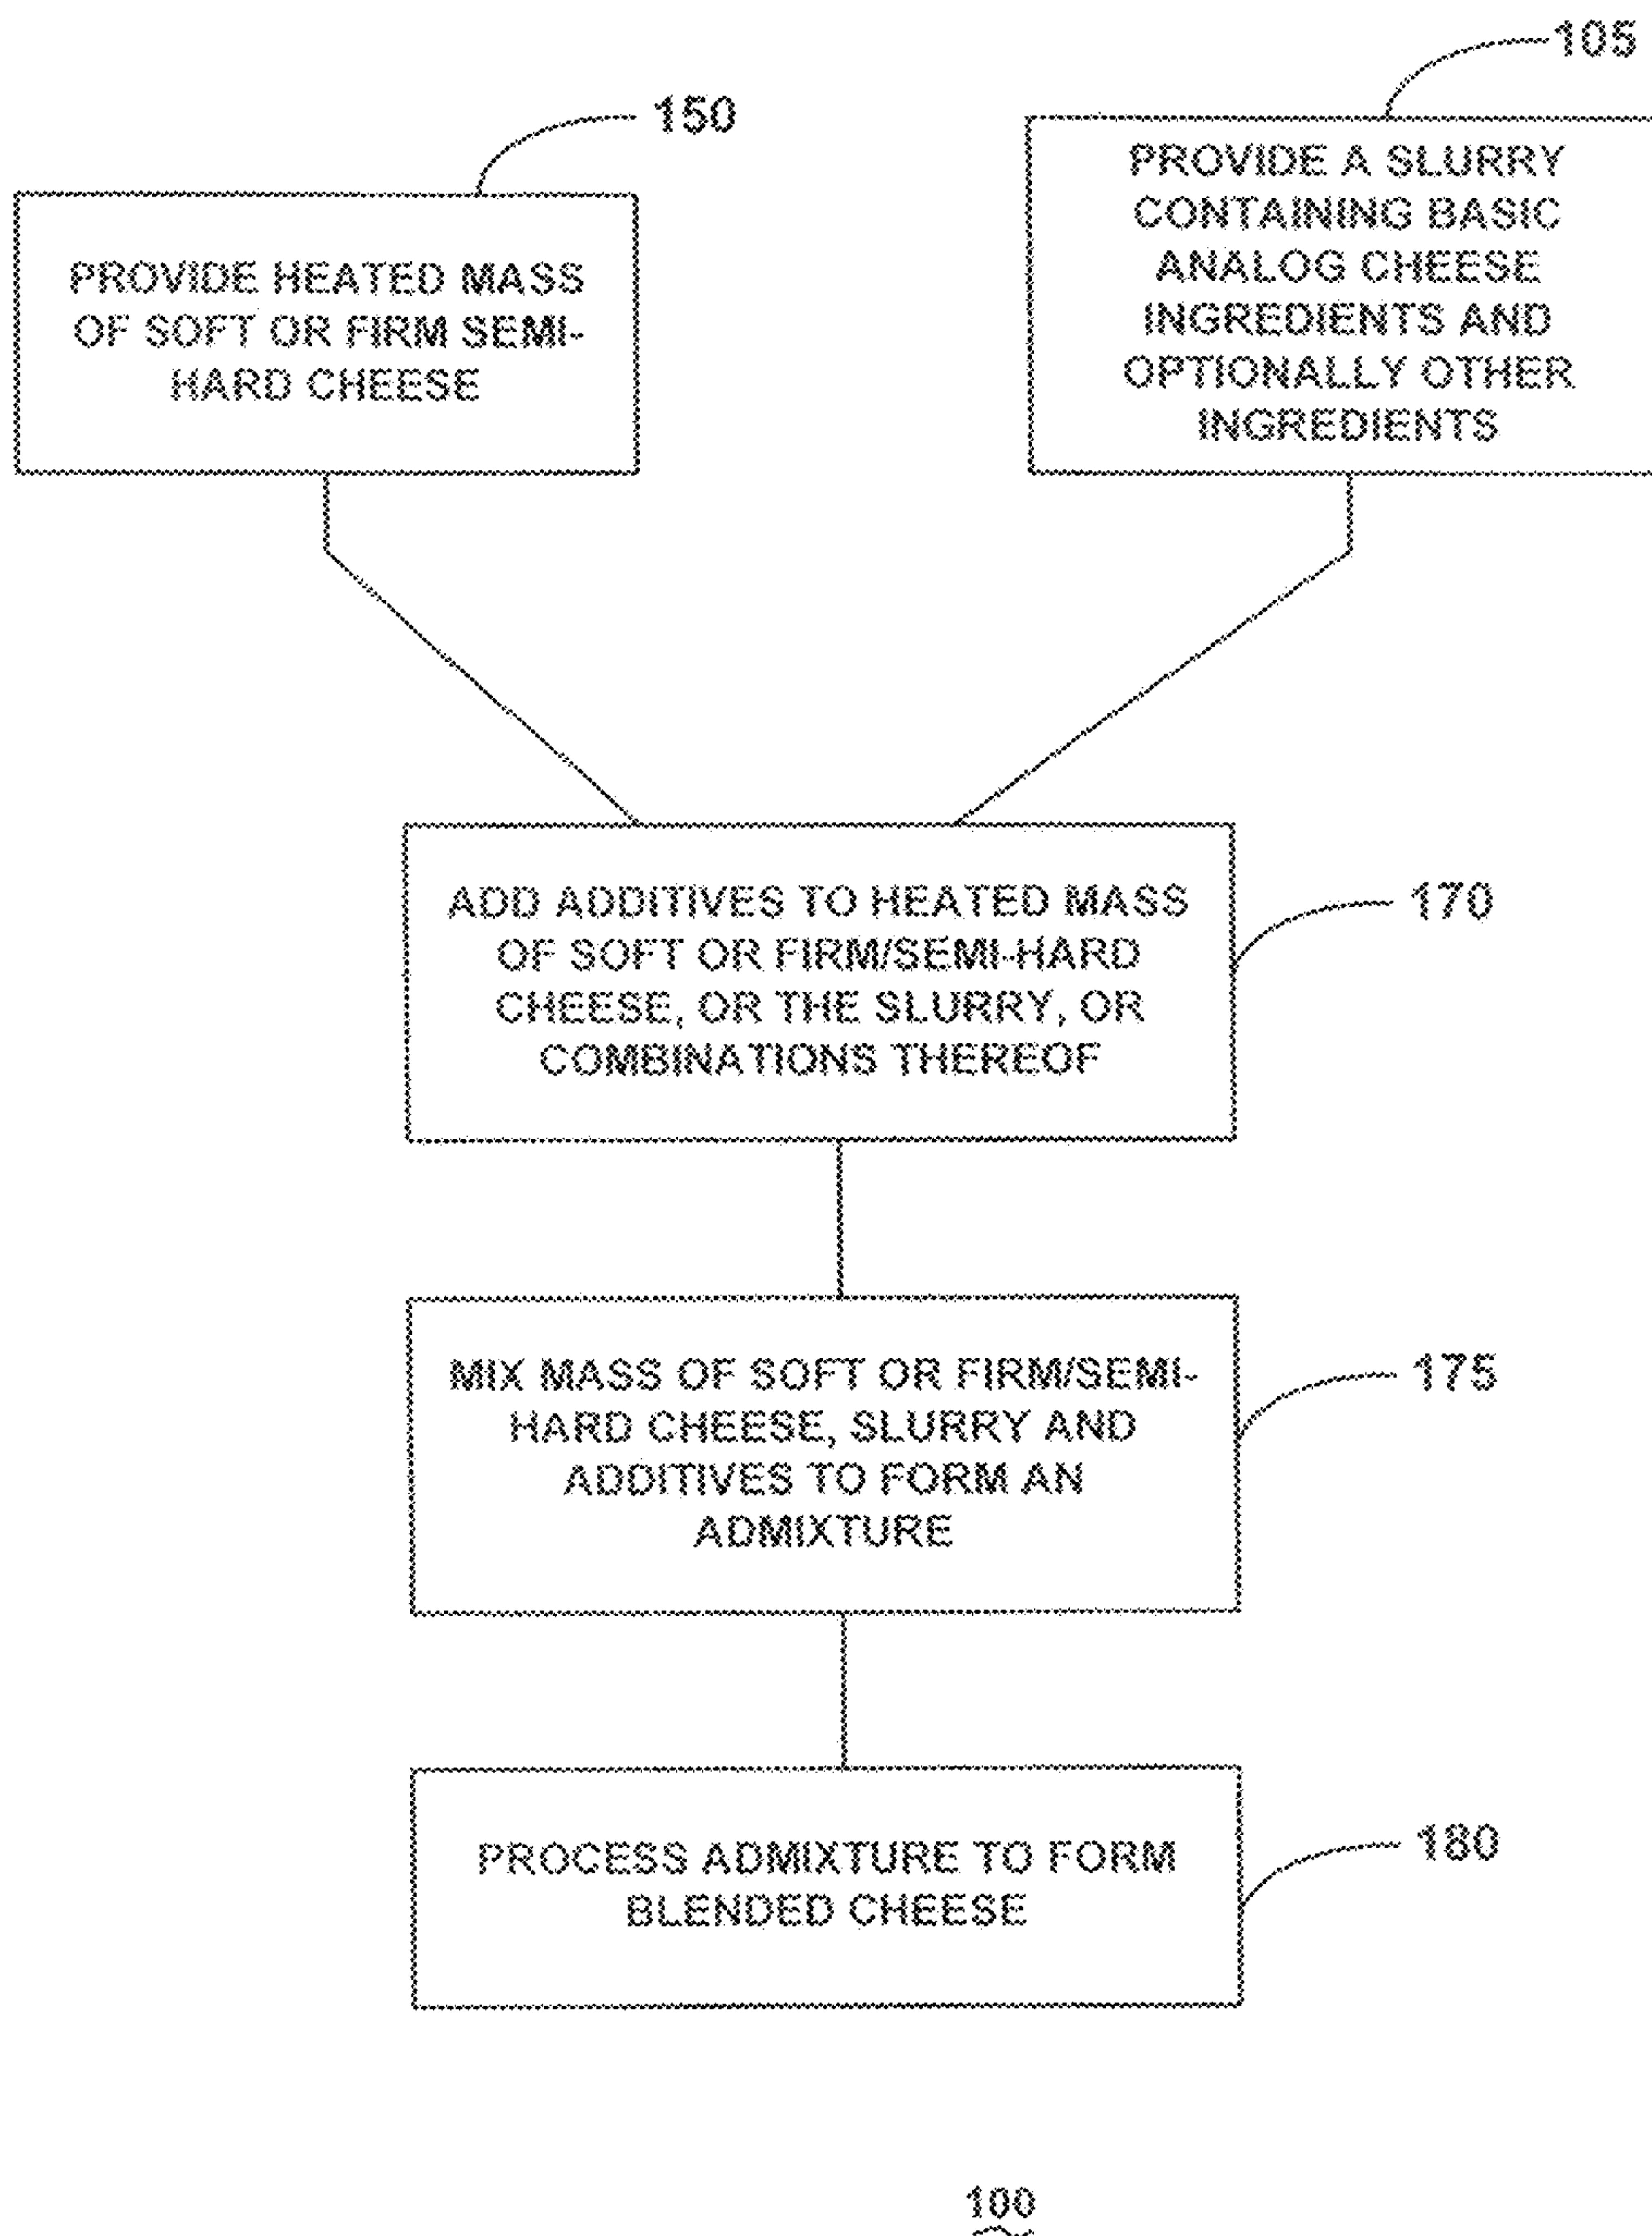 105
150
PROVIDE A SLURRY
CONTAINING BASIC
ANALOG CHEESE
INGREDIENTS AND
OPTIONALLY OTHER
INGREDIENTS
PROVIDE HEATED MASS
OF SOFT OR FIRM SEMI-
HARD CHEESE
ADD ADDITIVES TO HEATED MASS
OF SOFT OR FIRM/SEMI-HARD
CHEESE, OR THE SLURRY, OR
COMBINATIONS THEREOF
170
MIX MASS OF SOFT OR FIRM/SEMI-
HARD CHEESE, SLURRY AND
ADDITIVES TO FORM AN
ADMIXTURE
175
PROCESS ADMIXTURE TO FORM
BLENDED CHEESE
180
100